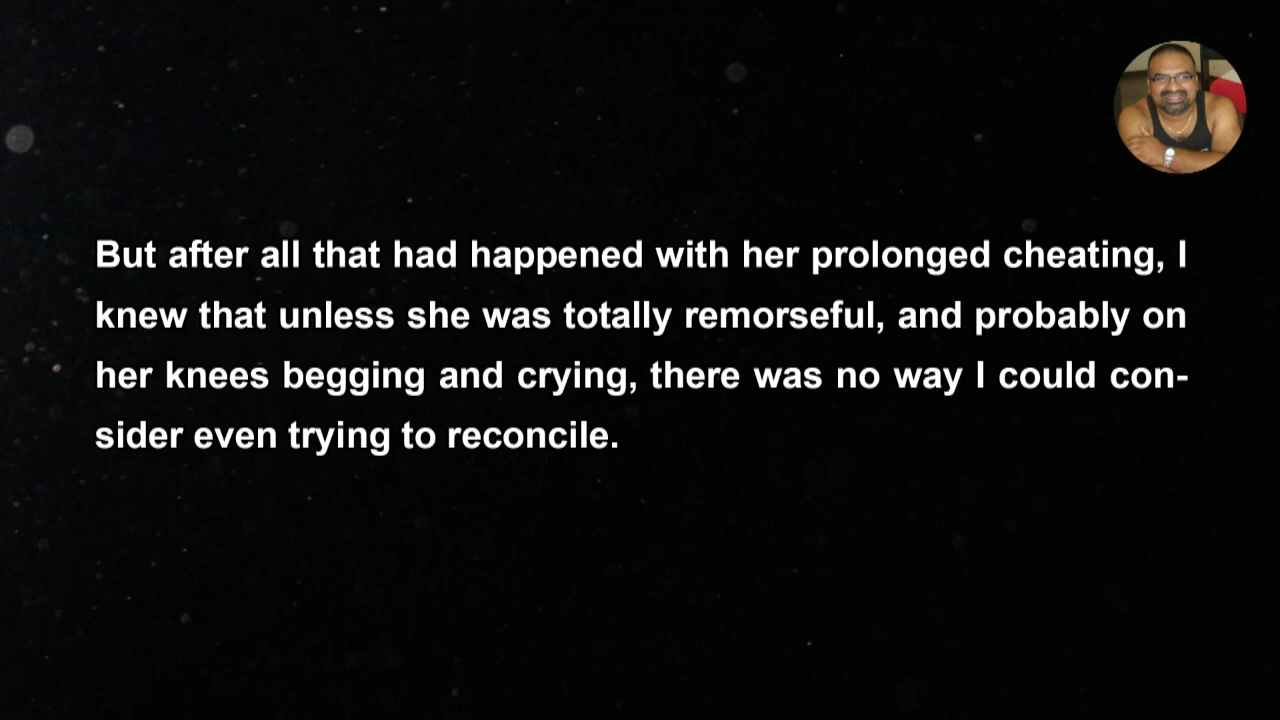 But after all that had happened with her prolonged cheating, I
knew that unless she was totally remorseful, and probably on
her knees begging and crying, there was no way I could con-
sider even trying to reconcile.